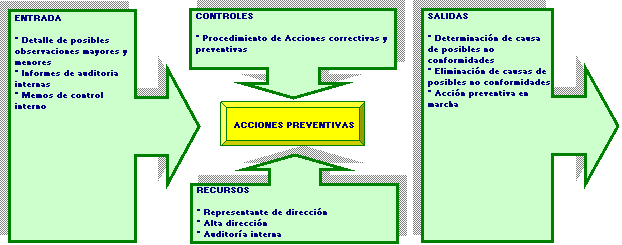 ENTRADA
* Detalle de posibles
observaciones mayores y
menores
* Informes de auditoria
internas
* Memos de control
interno
CONTROLES
* Procedimiento de Acciones correctivas y
preventivas
ACCIONES PREVENTIVAS
RECURSOS
* Representante de dirección
* Alta dirección
* Auditoría interna
SALIDAS
* Determinación de causa
de posibles no
conformidades
* Eliminación de causas de
posibles no conformidades
* Acción preventiva en
marcha